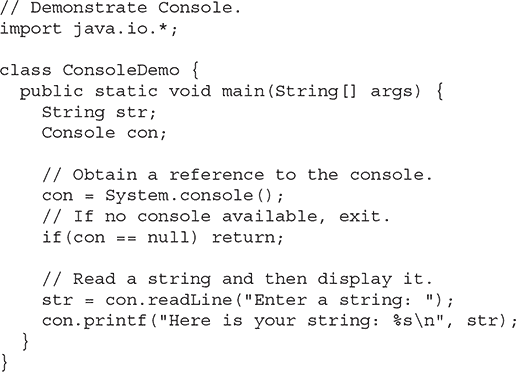 // Demonstrate Console.
import java.io.*;
class ConsoleDemo {
public static void main(String[] args) {
String str;
Console con;
// Obtain a reference to the console.
con = System.console();
// If no console available, exit.
if(con == null) return;
// Read a string and then display it.
str = con.readLine("Enter a string: ");
con.printf("Here is your string: %s\n", str);
}
}